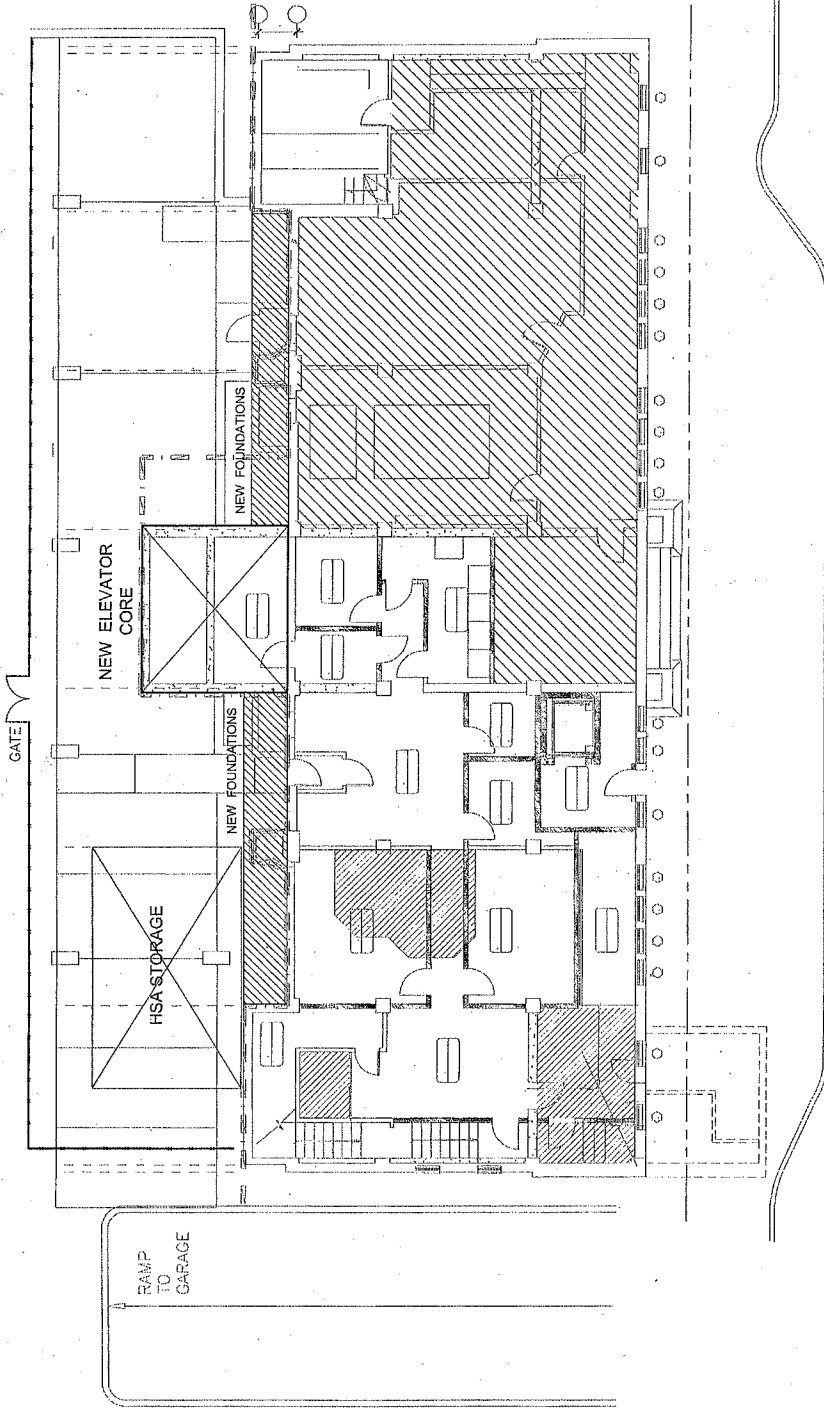 GATE
NEW ELEVATOR
CORE
NEW FOUNDATIONS
NEW FOUNDATIONS
HSA STORAGE
RAMP
TO
GARAGE